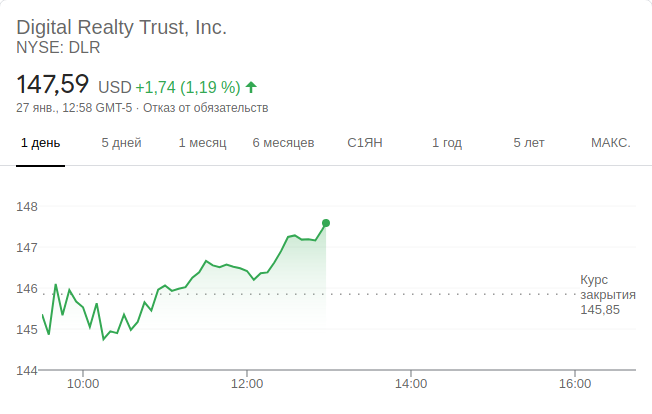 Digital Realty Trust, Inc.
NYSE: DLR
147,59 USD +1,74 (1,19 %)
27 янв., 12:58 GMT-5 · Отказ от обязательств
1 день 5 дней 1 месяц 6 месяцев С1ЯН 1 год 5 лет МАКС.
148
147
146
145
144
Курс
закрытия
145,85
10:00 12:00 14:00 16:00